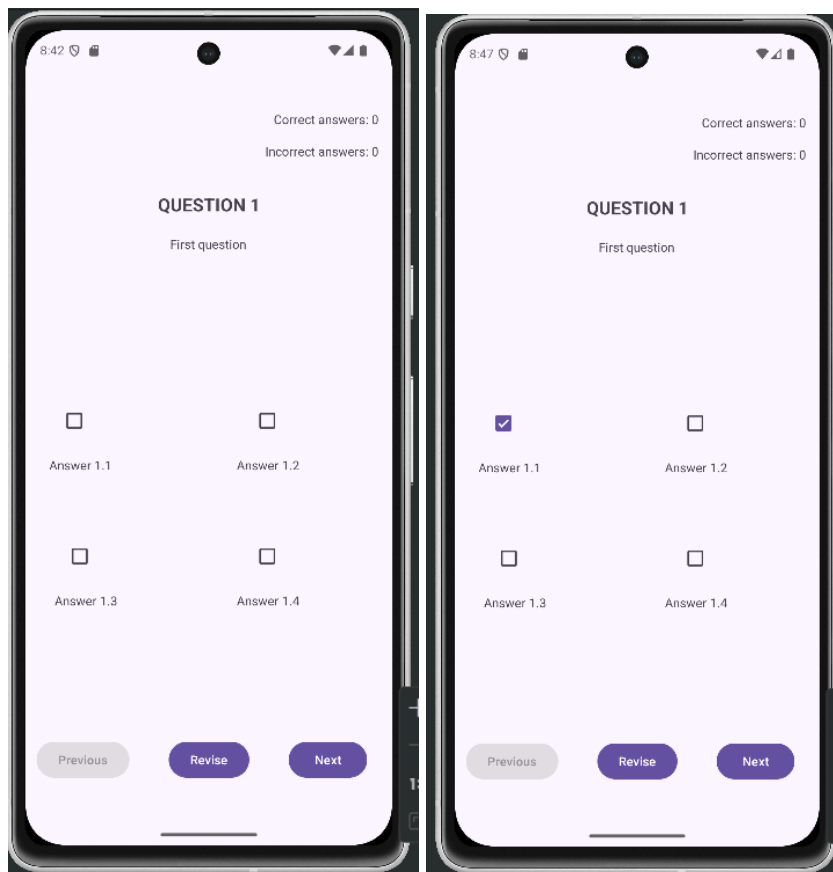 8:42
Correct answers: 0
Incorrect answers: 0
QUESTION 1
First question
Answer 1.1 Answer 1.2
Answer 1.3 Answer 1.4
Previous Revise Next
8:47
Correct answers: 0
Incorrect answers: 0
QUESTION 1
First question
Answer 1.1 Answer 1.2
Answer 1.3 Answer 1.4
Previous Revise Next